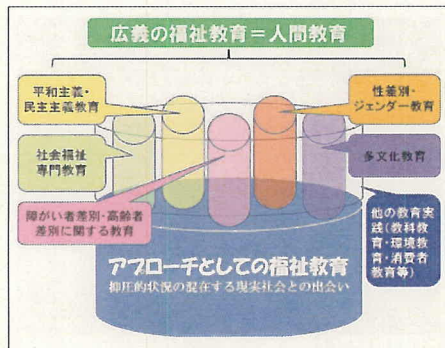 広義の福祉教育＝人間教育
平和主義・
民主主義教育
性差別・
ジェンダー教育
社会福祉
専門教育
多文化教育
障がい者差別・高齢者
差別に関する教育
他の教育実
践（教科教
育・環境教
育・消費者
教育等）
アプローチとしての福祉教育
抑圧的状況の混在する現実社会との出会い